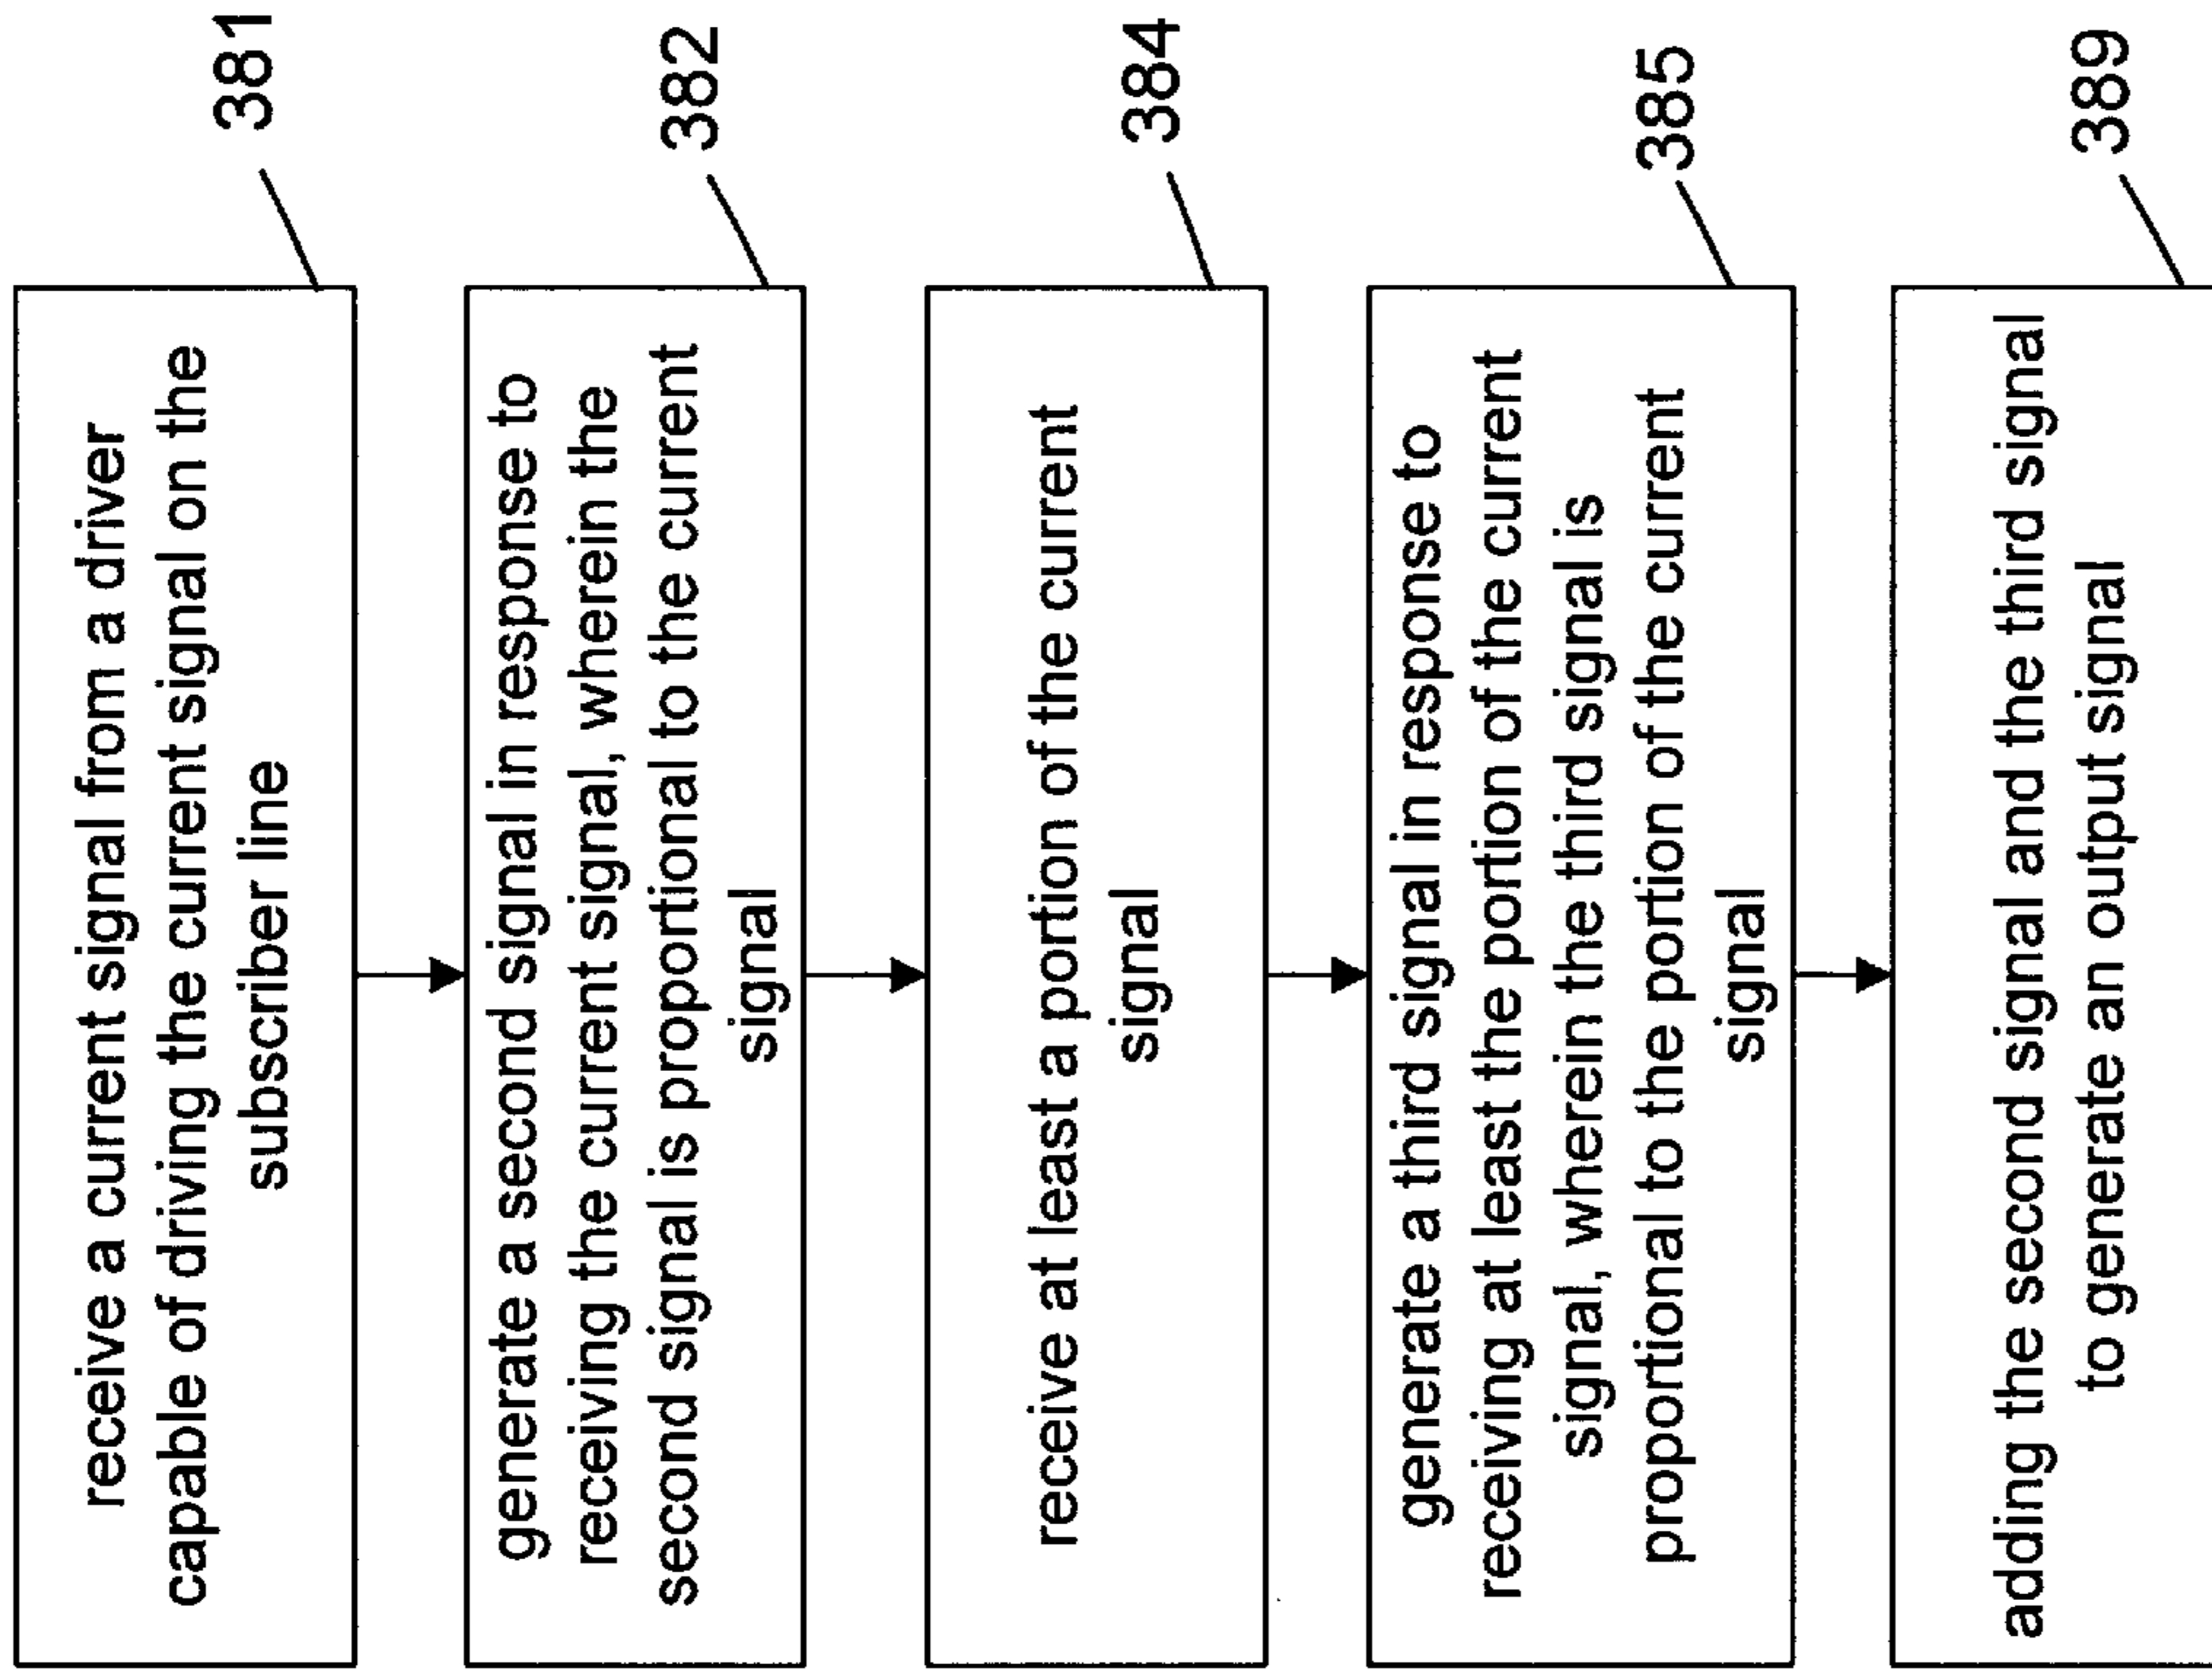 receive a current signal from a driver
capable of driving the current signal on the
subscriber line
381
generate a second signal in response to
receiving the current signal, wherein the
second signal is proportional to the current
signal
382
receive at least a portion of the current
signal
384
generate a third signal in response to
receiving at least the portion of the current
signal, wherein the third signal is
proportional to the portion of the current
signal
385
adding the second signal and the third signal
to generate an output signal
389